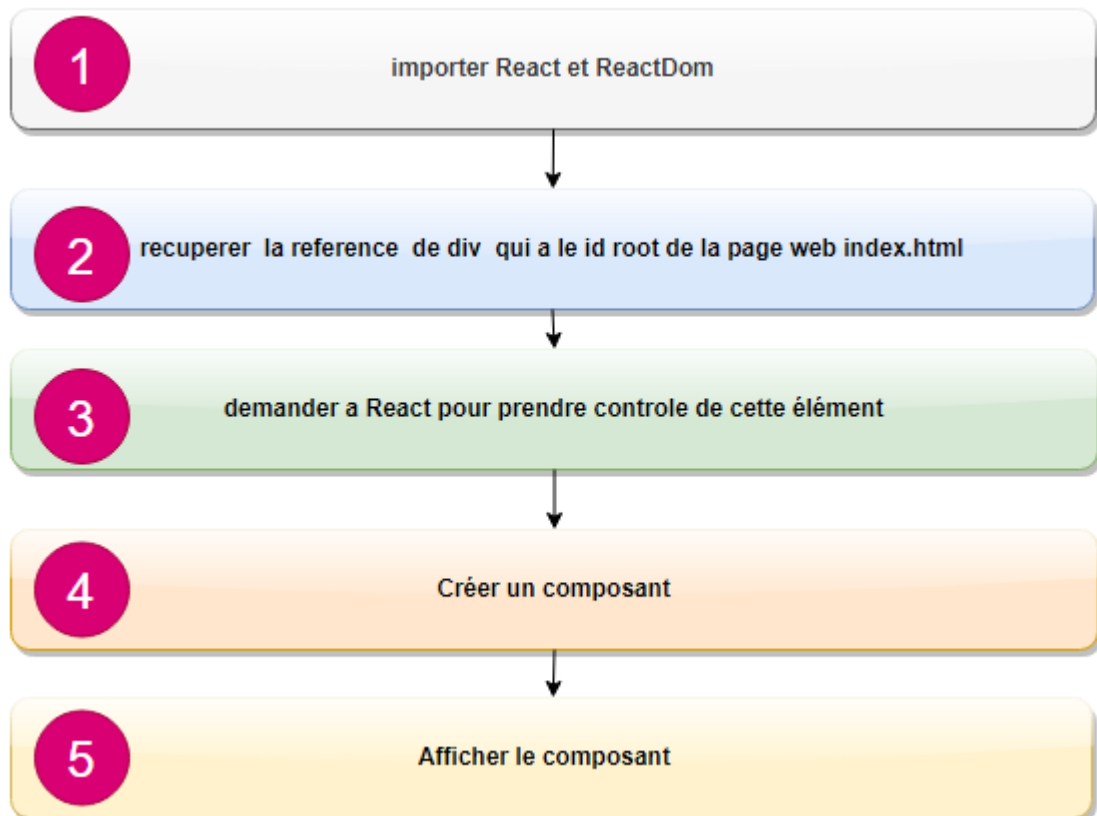 1
importer React et ReactDom
2
recuperer la reference de div qui a le id root de la page web index.html
3
demander a React pour prendre controle de cette élément
4
Créer un composant
5
Afficher le composant